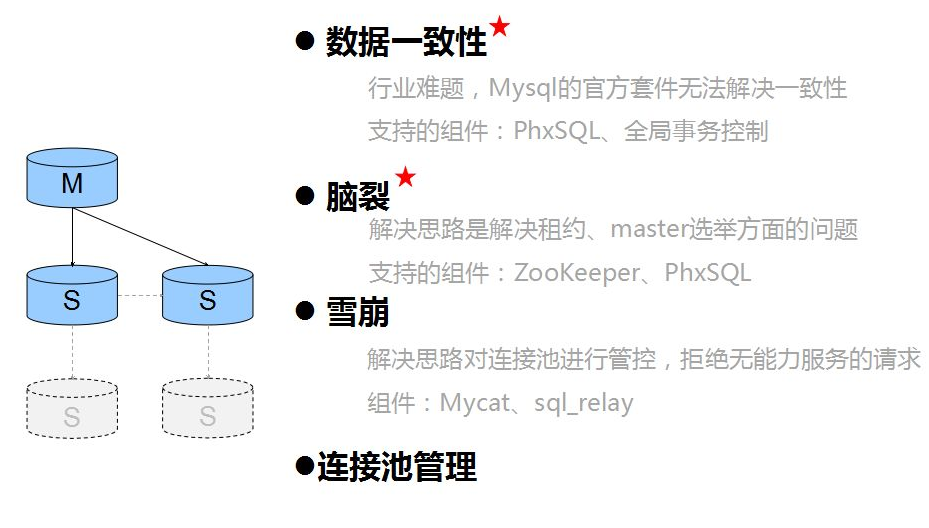 ● 数据一致性★
行业难题，Mysql的官方套件无法解决一致性
支持的组件：PhxSQL、全局事务控制
● 脑裂★
解决思路是解决租约、master选举方面的问题
支持的组件：ZooKeeper、PhxSQL
● 雪崩
解决思路对连接池进行管控，拒绝无能力服务的请求
组件：Mycat、sql_relay
●连接池管理
M
S S
S S